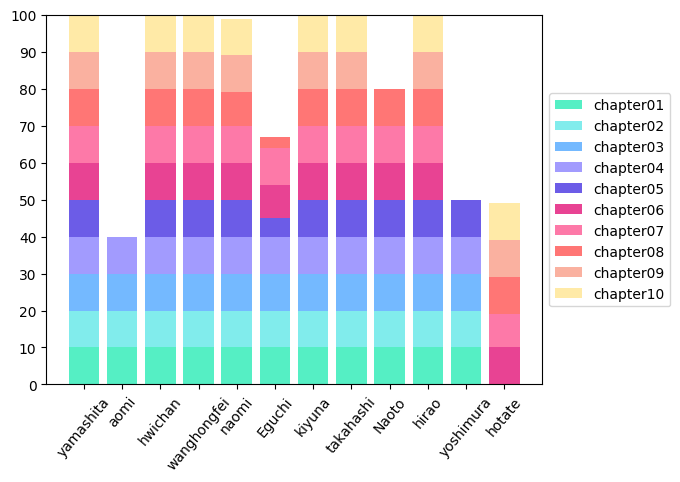 100
90
80
70
60
50
40
30
20
10
0
yamashita
aomi
hwichan
wanghongfei
naomi
Eguchi
kiyuna
takahashi
Naoto
hirao
yoshimura
hotate
chapter01
chapter02
chapter03
chapter04
chapter05
chapter06
chapter07
chapter08
chapter09
chapter10